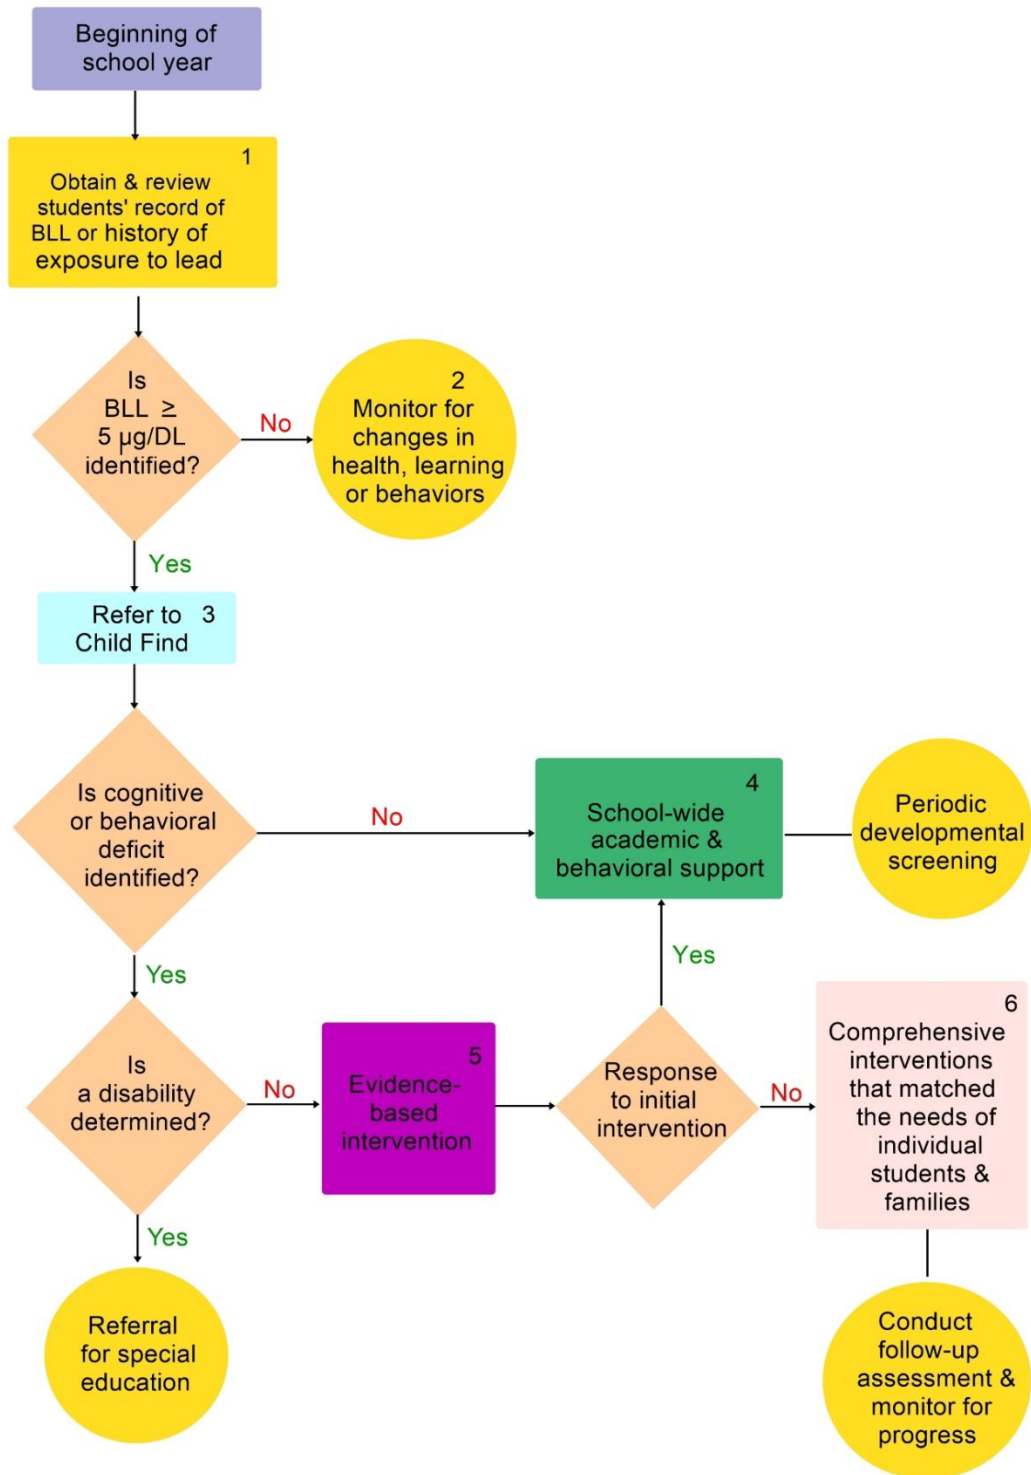 Beginning of
school year
1
Obtain & review
students' record of
BLL or history of
exposure to lead
Is
BLL ≥
5 µg/DL
identified?
No
2
Monitor for
changes in
health, learning
or behaviors
Yes
Refer to 3
Child Find
Is cognitive
or behavioral
deficit
identified?
No
4
School-wide
academic &
behavioral support
Periodic
developmental
screening
Yes
Yes
Is
a disability
determined?
No
5
Evidence-
based
intervention
Response
to initial
intervention
No
6
Comprehensive
interventions
that matched
the needs of
individual
students &
families
Yes
Referral
for special
education
Conduct
follow-up
assessment &
monitor for
progress